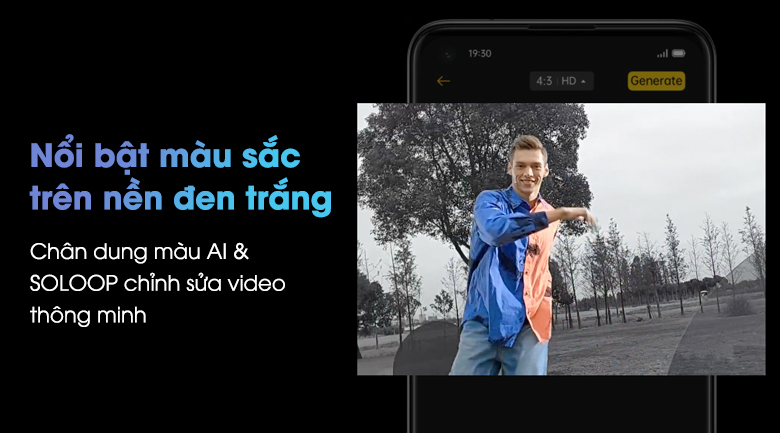 19:30
4:3 HD
Generate
Nổi bật màu sắc
trên nền đen trắng
Chân dung màu AI &
SOLOOP chỉnh sửa video
thông minh